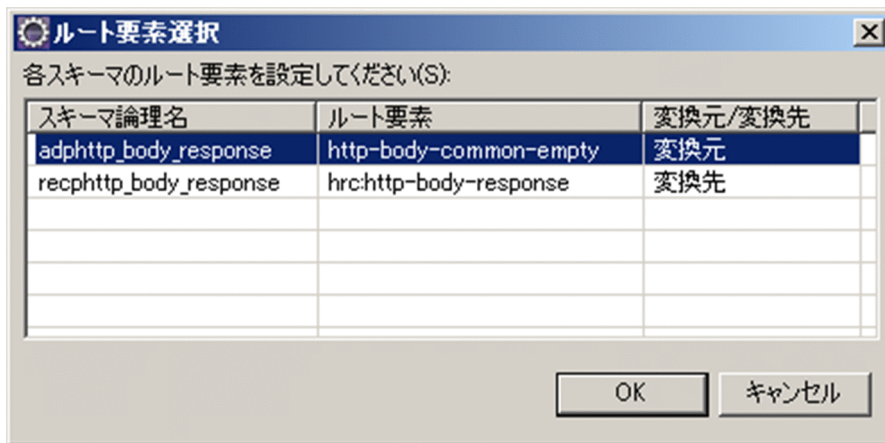 ルート要素選択
各スキーマのルート要素を設定してください(S):
スキーマ論理名 ルート要素 変換元/変換先
adphttp_body_response http-body-common-empty 変換元
recphttp_body_response hrc:http-body-response 変換先
OK キャンセル